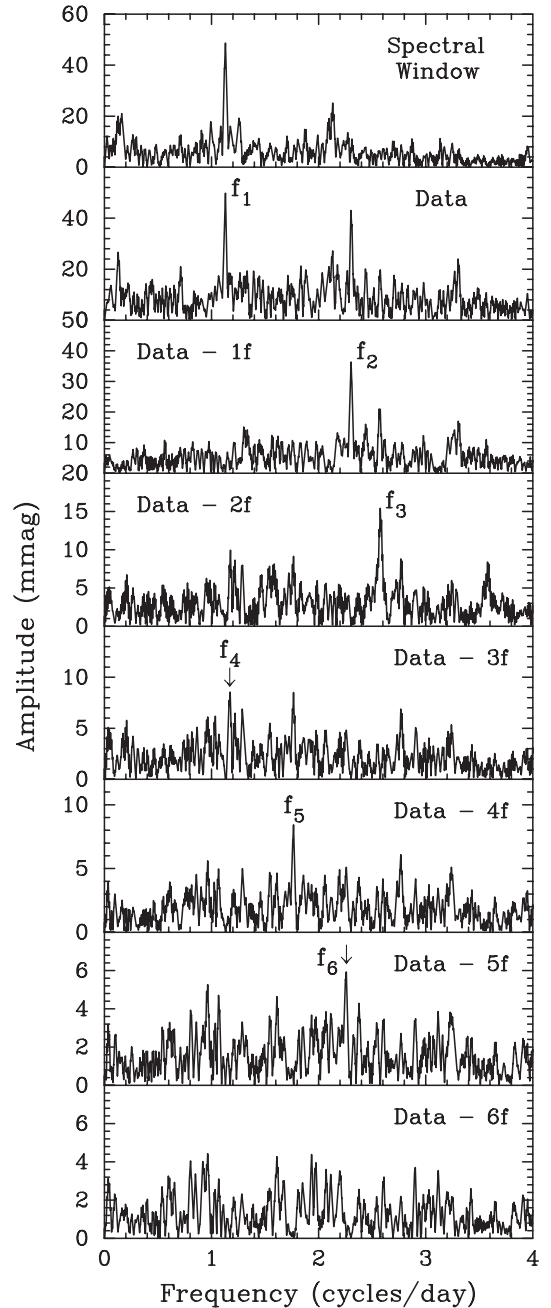 60
40
20
0
Spectral
Window
f1
Data
40
20
50
Data - 1f
f2
40
30
20
10
20
Data - 2f
f3
15
10
5
0
f4
Data - 3f
10
5
0
f5
Data - 4f
10
5
0
f6
Data - 5f
6
4
2
0
Data - 6f
6
4
2
0
0 1 2 3 4
Frequency (cycles/day)
Amplitude (mmag)